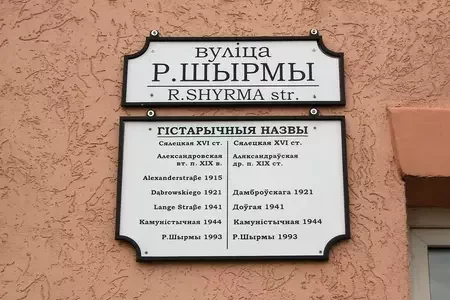 вуліца
Р.ШЫРМЫ
R.SHYRMA str.
ГІСТАРЫЧНЫЯ НАЗВЫ
Сялецкая XVI ст. Сялецкая XVI ст.
Александровская Аляксандраўская
вт. п. XIX в. др. п. XIX ст.
Alexanderstraße 1915
Dąbrowskiego 1921 Дамброўскага 1921
Lange Straße 1941 Доўгая 1941
Камуністычная 1944 Камуністычная 1944
Р.Шырмы 1993 Р.Шырмы 1993